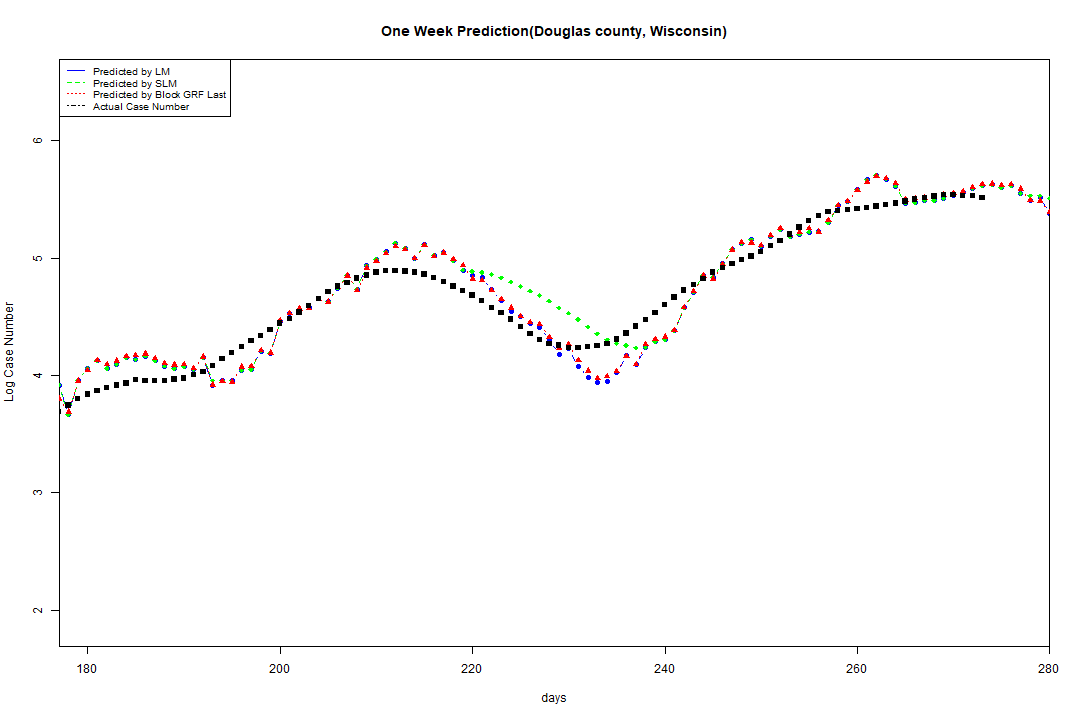 One Week Prediction(Douglas county, Wisconsin)
Predicted by LM
Predicted by SLM
Predicted by Block GRF Last
Actual Case Number
6
5
4
3
2
Log Case Number
180 200 220 240 260 280
days